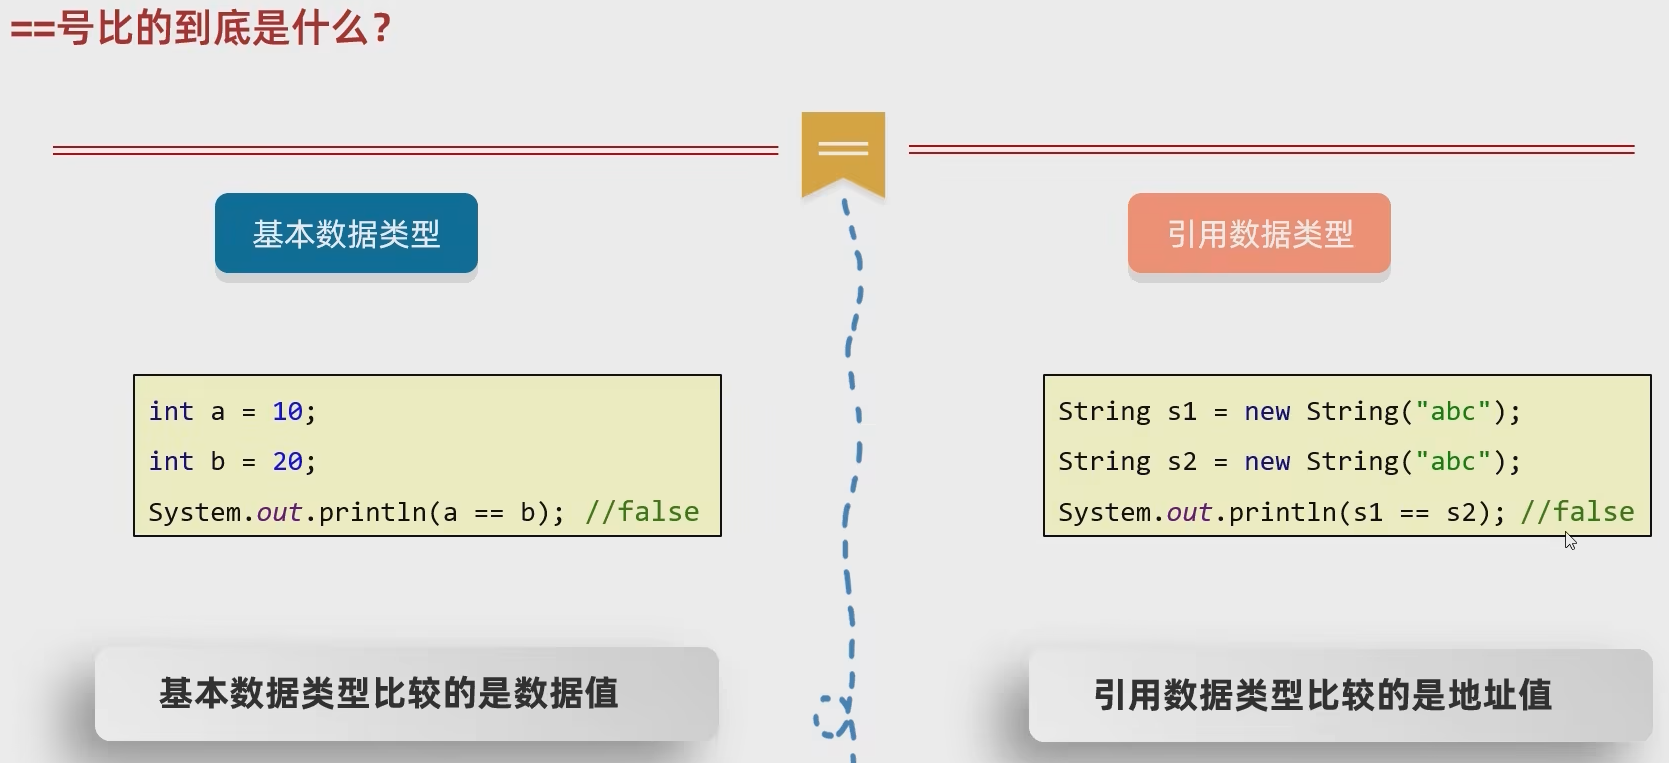 ==号比的到底是什么?
基本数据类型
int a = 10;
int b = 20;
System.out.println(a == b); //false
基本数据类型比较的是数据值
引用数据类型
String s1 = new String("abc");
String s2 = new String("abc");
System.out.println(s1 == s2); //false
引用数据类型比较的是地址值